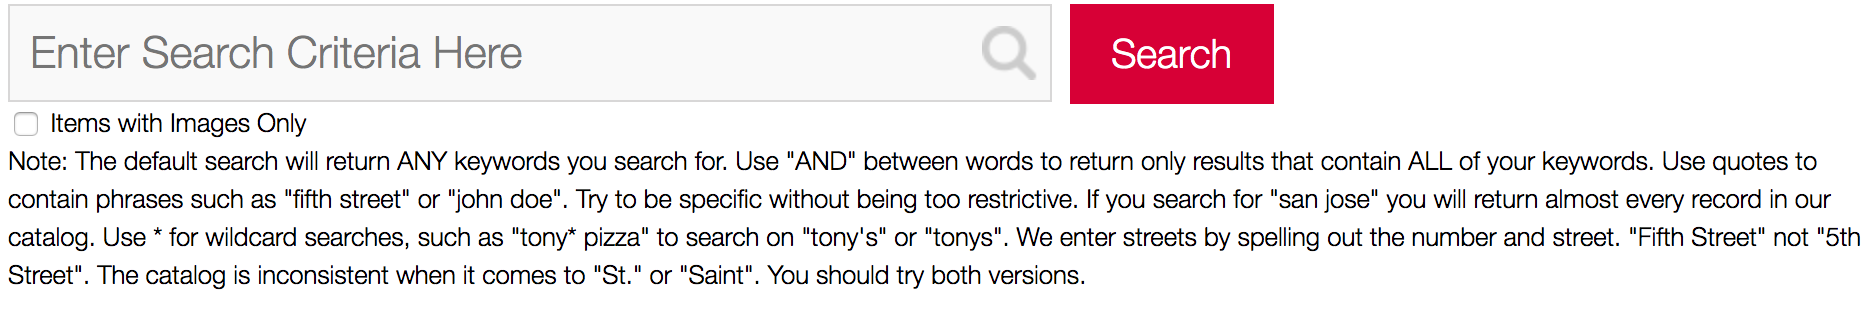 Enter Search Criteria Here
Search
Items with Images Only
Note: The default search will return ANY keywords you search for. Use "AND" between words to return only results that contain ALL of your keywords. Use quotes to
contain phrases such as "fifth street" or "john doe". Try to be specific without being too restrictive. If you search for "san jose" you will return almost every record in our
catalog. Use * for wildcard searches, such as "tony* pizza" to search on "tony's" or "tonys". We enter streets by spelling out the number and street. "Fifth Street" not "5th
Street". The catalog is inconsistent when it comes to "St." or "Saint". You should try both versions.